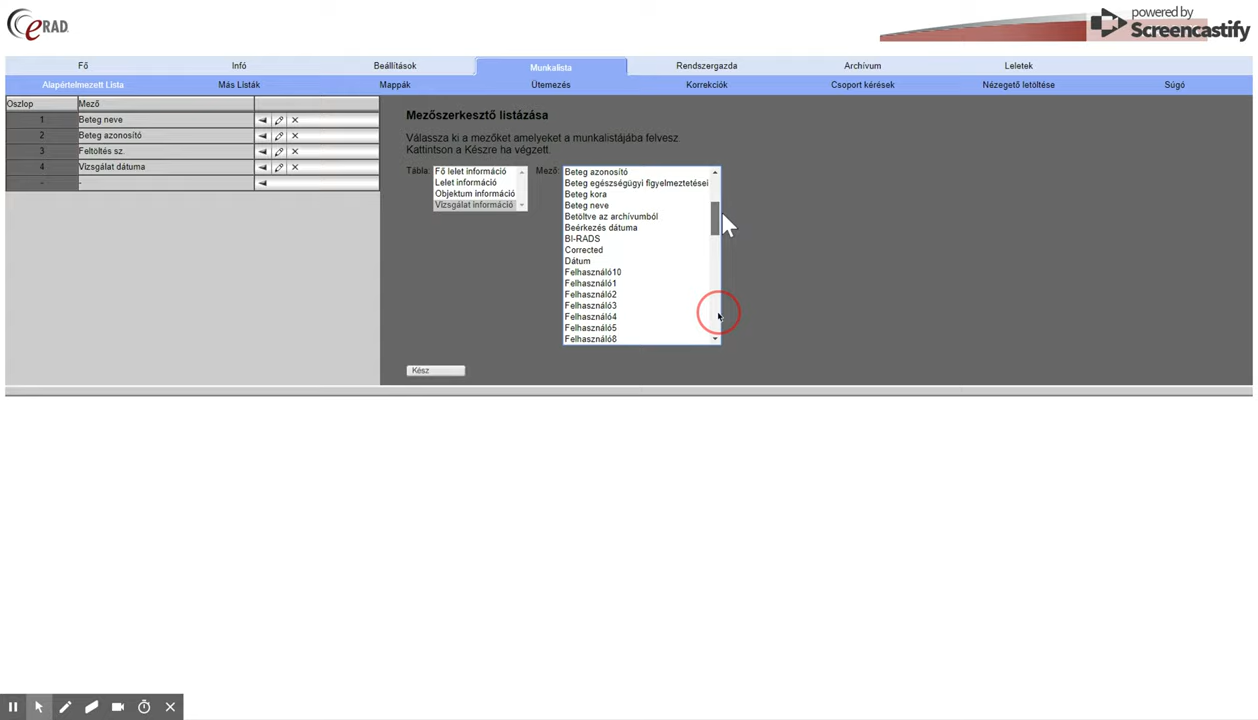 eRAD
powered by
Screencastify
Fő Infó Beállítások Munkalista Rendszergazda Archívum Leletek
Alapértelmezett Lista Más Listák Mappák Ütemezés Korrekciók Csoport kérések Nézegető letöltése Súgó
Oszlop Mező
1 Beteg neve
2 Beteg azonosító
3 Feltöltés sz.
4 Vizsgálat dátuma
- -
Mezőszerkesztő listázása
Válassza ki a mezőket amelyeket a munkalistájába felvesz.
Kattintson a Készre ha végzett.
Tábla:
Fő lelet információ
Lelet információ
Objektum információ
Vizsgálat információ
Mező:
Beteg azonosító
Beteg egészségügyi figyelmeztetései
Beteg kora
Beteg neve
Betöltve az archívumból
Beérkezés dátuma
BI-RADS
Corrected
Dátum
Felhasználó10
Felhasználó1
Felhasználó2
Felhasználó3
Felhasználó4
Felhasználó5
Felhasználó8
Kész